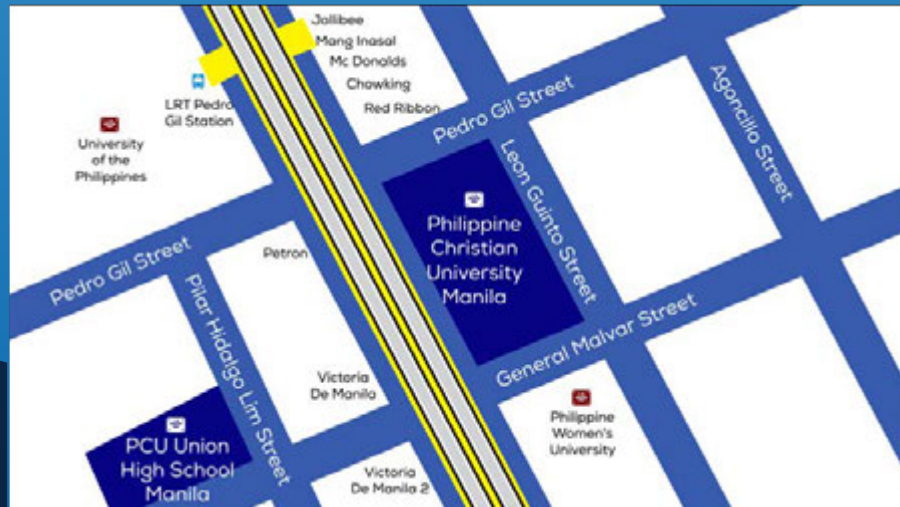 Jollibee
Mang Inasal
Mc Donalds
Chowking
Red Ribbon
LRT Pedro
Gil Station
University
of the
Philippines
Pedro Gil Street
Agoncillo Street
Leon Guinto Street
Philippine
Christian
University
Manila
Petron
Pedro Gil Street
Pilar Hidalgo Lim Street
General Malvar Street
Victoria
De Manila
Philippine
Women's
University
PCU Union
High School
Manila
Victoria
De Manila 2